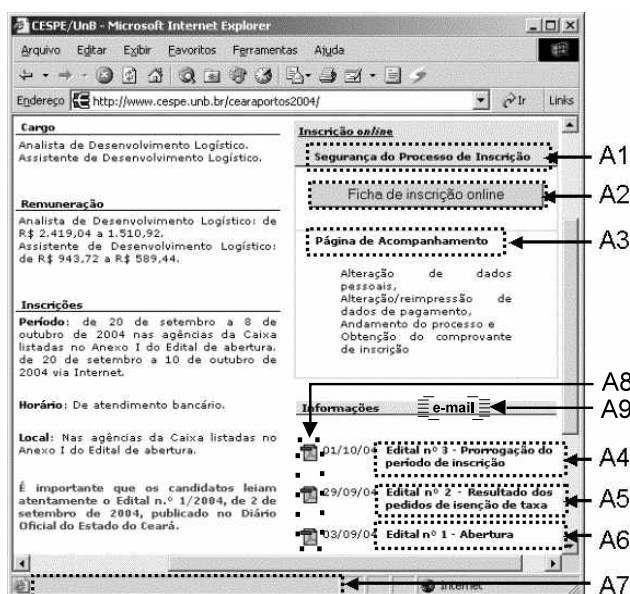 CESPE/UnB - Microsoft Internet Explorer
Arquivo Editar Exibir Favoritos Ferramentas Ajuda
Endereço http://www.cespe.unb.br/cearaportos2004/ Ir Links
Cargo
Analista de Desenvolvimento Logístico.
Assistente de Desenvolvimento Logístico.
Remuneração
Analista de Desenvolvimento Logístico: de
R$ 2.419,04 a 1.510,92.
Assistente de Desenvolvimento Logístico:
de R$ 943,72 a R$ 589,44.
Inscrições
Período: de 20 de setembro a 8 de
outubro de 2004 nas agências da Caixa
listadas no Anexo I do Edital de abertura.
de 20 de setembro a 10 de outubro de
2004 via Internet.
Horário: De atendimento bancário.
Local: Nas agências da Caixa listadas no
Anexo I do Edital de abertura.
É importante que os candidatos leiam
atentamente o Edital n.º 1/2004, de 2 de
setembro de 2004, publicado no Diário
Oficial do Estado do Ceará.
Inscrição online
Segurança do Processo de Inscrição
A1
Ficha de inscrição online
A2
Página de Acompanhamento
A3
Alteração de dados
pessoais,
Alteração/reimpressão de
dados de pagamento,
Andamento do processo e
Obtenção do comprovante
de inscrição
A8
Informações e-mail
A9
01/10/04 Edital nº 3 - Prorrogação do
período de inscrição
A4
29/09/04 Edital nº 2 - Resultado dos
pedidos de isenção de taxa
A5
03/09/04 Edital nº 1 - Abertura
A6
Internet
A7